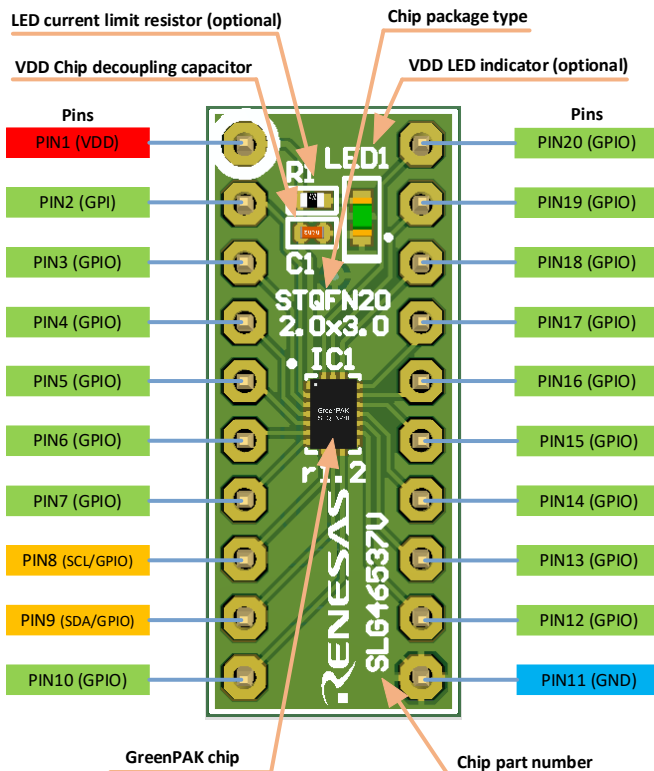 LED current limit resistor (optional)
Chip package type
VDD Chip decoupling capacitor
VDD LED indicator (optional)
Pins
Pins
PIN1 (VDD)
PIN2 (GPI)
PIN3 (GPIO)
PIN4 (GPIO)
PIN5 (GPIO)
PIN6 (GPIO)
PIN7 (GPIO)
PIN8 (SCL/GPIO)
PIN9 (SDA/GPIO)
PIN10 (GPIO)
LED1
R1
C1
STQFN20
2.0x3.0
IC1
GreenPAK
r1.2
RENESAS
SLG46537V
PIN20 (GPIO)
PIN19 (GPIO)
PIN18 (GPIO)
PIN17 (GPIO)
PIN16 (GPIO)
PIN15 (GPIO)
PIN14 (GPIO)
PIN13 (GPIO)
PIN12 (GPIO)
PIN11 (GND)
GreenPAK chip
Chip part number